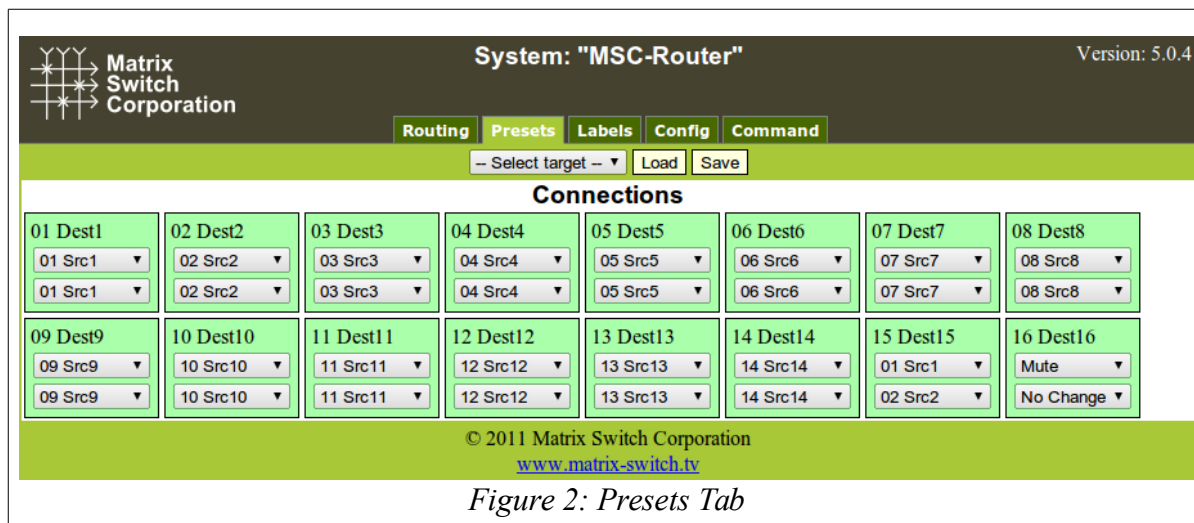 Matrix
Switch
Corporation
System: "MSC-Router"
Version: 5.0.4
Routing Presets Labels Config Command
-- Select target -- Load Save
Connections
01 Dest1 02 Dest2 03 Dest3 04 Dest4 05 Dest5 06 Dest6 07 Dest7 08 Dest8
01 Src1 02 Src2 03 Src3 04 Src4 05 Src5 06 Src6 07 Src7 08 Src8
01 Src1 02 Src2 03 Src3 04 Src4 05 Src5 06 Src6 07 Src7 08 Src8
09 Dest9 10 Dest10 11 Dest11 12 Dest12 13 Dest13 14 Dest14 15 Dest15 16 Dest16
09 Src9 10 Src10 11 Src11 12 Src12 13 Src13 14 Src14 01 Src1 Mute
09 Src9 10 Src10 11 Src11 12 Src12 13 Src13 14 Src14 02 Src2 No Change
© 2011 Matrix Switch Corporation
www.matrix-switch.tv
Figure 2: Presets Tab